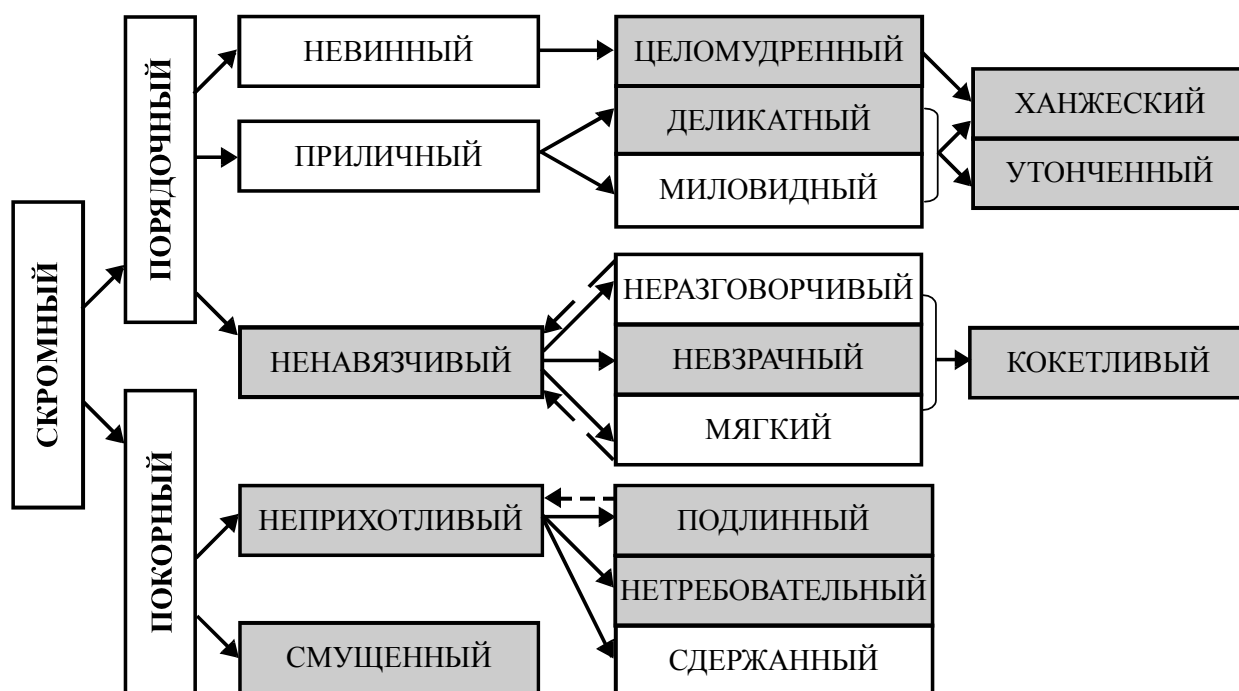 СКРОМНЫЙ
ПОРЯДОЧНЫЙ
ПОКОРНЫЙ
НЕВИННЫЙ
ПРИЛИЧНЫЙ
НЕНАВЯЗЧИВЫЙ
НЕПРИХОТЛИВЫЙ
СМУЩЕННЫЙ
ЦЕЛОМУДРЕННЫЙ
ДЕЛИКАТНЫЙ
МИЛОВИДНЫЙ
НЕРАЗГОВОРЧИВЫЙ
НЕВЗРАЧНЫЙ
МЯГКИЙ
ПОДЛИННЫЙ
НЕТРЕБОВАТЕЛЬНЫЙ
СДЕРЖАННЫЙ
ХАНЖЕСКИЙ
УТОНЧЕННЫЙ
КОКЕТЛИВЫЙ